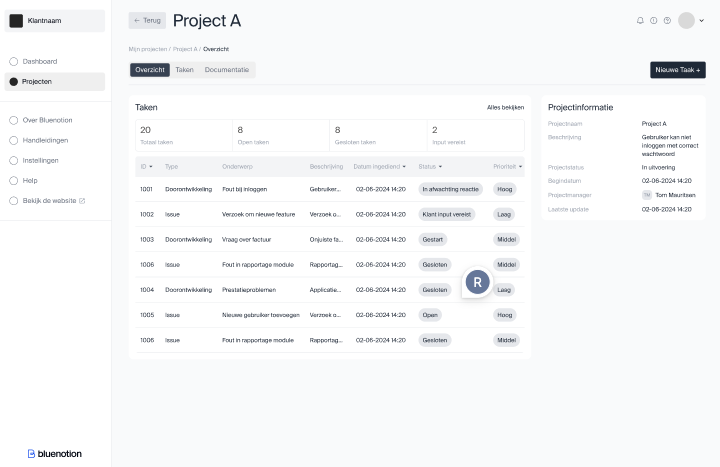 Klantnaam
← Terug Project A
Dashboard
Projecten
Over Bluenotion
Handleidingen
Instellingen
Help
Bekijk de website
bluenotion
Mijn projecten / Project A / Overzicht
Overzicht Taken Documentatie
Nieuwe Taak +
Taken Alles bekijken
20 8 8 2
Totaal taken Open taken Gesloten taken Input vereist
ID Type Onderwerp Beschrijving Datum ingediend Status Prioriteit
1001 Doorontwikkeling Fout bij inloggen Gebruiker... 02-06-2024 14:20 In afwachting reactie Hoog
1002 Issue Verzoek om nieuwe feature Verzoek o... 02-06-2024 14:20 Klant input vereist Laag
1003 Doorontwikkeling Vraag over factuur Onjuiste fa... 02-06-2024 14:20 Gestart Middel
1006 Issue Fout in rapportage module Rapportag... 02-06-2024 14:20 Gesloten Middel
1004 Doorontwikkeling Prestatieproblemen Applicatie... 02-06-2024 14:20 Gesloten Laag
R
1005 Issue Nieuwe gebruiker toevoegen Verzoek o... 02-06-2024 14:20 Open Hoog
1006 Issue Fout in rapportage module Rapportag... 02-06-2024 14:20 Gesloten Middel
Projectinformatie
Projectnaam Project A
Beschrijving Gebruiker kan niet
inloggen met correct
wachtwoord
Projectstatus In uitvoering
Begindatum 02-06-2024 14:20
Projectmanager TM Tom Mauritsen
Laatste update 02-06-2024 14:20